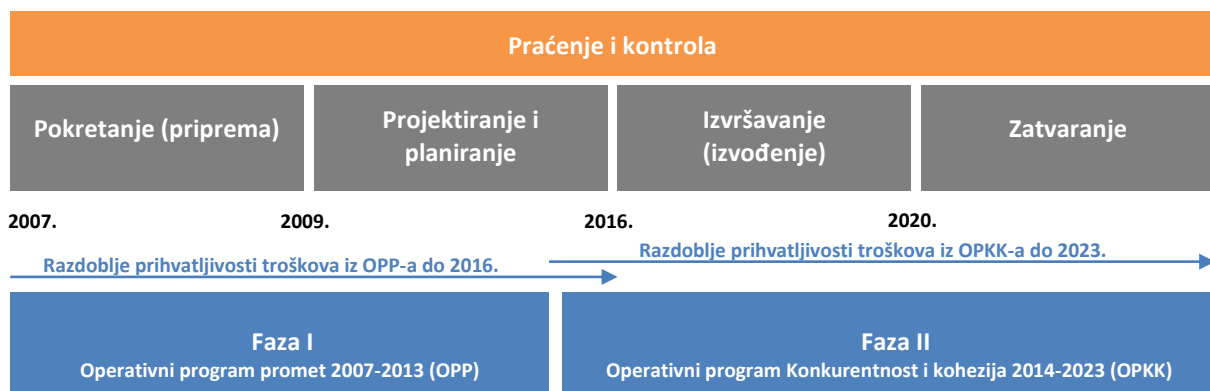 Praćenje i kontrola
Pokretanje (priprema)
Projektiranje i
planiranje
Izvršavanje
(izvođenje)
Zatvaranje
2007.
2009.
2016.
2020.
Razdoblje prihvatljivosti troškova iz OPP-a do 2016.
Razdoblje prihvatljivosti troškova iz OPKK-a do 2023.
Faza I
Operativni program promet 2007-2013 (OPP)
Faza II
Operativni program Konkurentnost i kohezija 2014-2023 (OPKK)